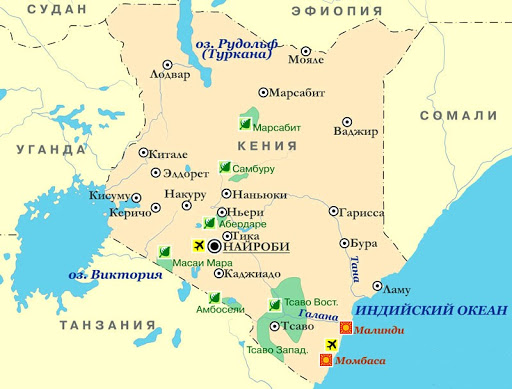 СУДАН
ЭФИОПИЯ
оз. Рудольф
(Туркана)
Мояле
Лодвар
Марсабит
СОМАЛИ
Марсабит
Ваджир
УГАНДА
КЕНИЯ
Китале
Самбуру
Эллорет
Кисуму
Накуру
Наньюки
Керичо
Ньери
Гарисса
Абердаре
Тика
НАЙРОБИ
Бура
Масаи Мара
Тана
оз. Виктория
Каджиадо
Ламу
Амбосели
Тсаво Вост.
ИНДИЙСКИЙ ОКЕАН
Галана
ТАНЗАНИЯ
Тсаво
Малинди
Тсаво Запад.
Момбаса